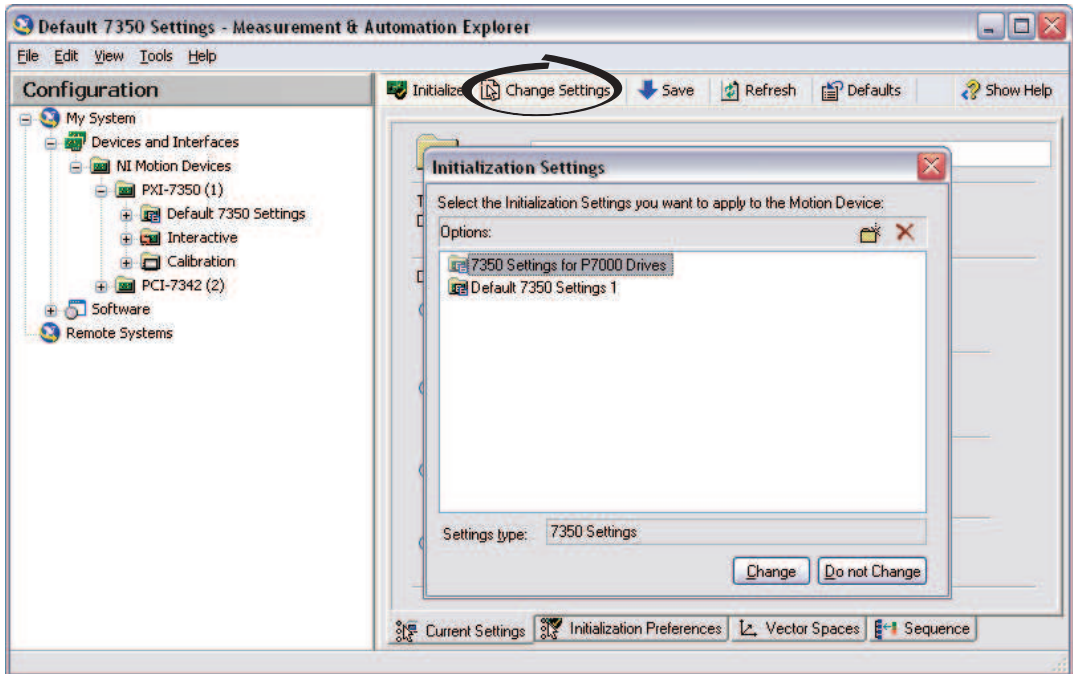 Default 7350 Settings - Measurement & Automation Explorer
File Edit View Tools Help
Configuration
Initialize Change Settings Save Refresh Defaults Show Help
My System
Devices and Interfaces
NI Motion Devices
PXI-7350 (1)
Default 7350 Settings
Interactive
Calibration
PCI-7342 (2)
Software
Remote Systems
Initialization Settings
Select the Initialization Settings you want to apply to the Motion Device:
Options:
7350 Settings for P7000 Drives
Default 7350 Settings 1
Settings type: 7350 Settings
Change Do not Change
Current Settings Initialization Preferences Vector Spaces Sequence